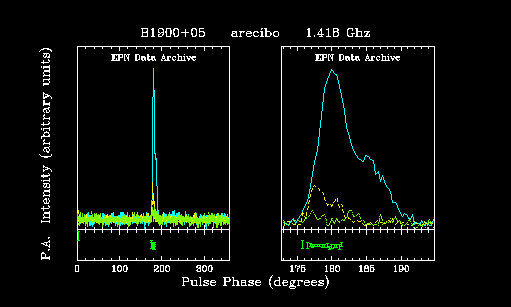 B1900+05 arecibo 1.418 Ghz
EPN Data Archive EPN Data Archive
P.A. Intensity (arbitrary units)
0 100 200 300 175 180 185 190
Pulse Phase (degrees)